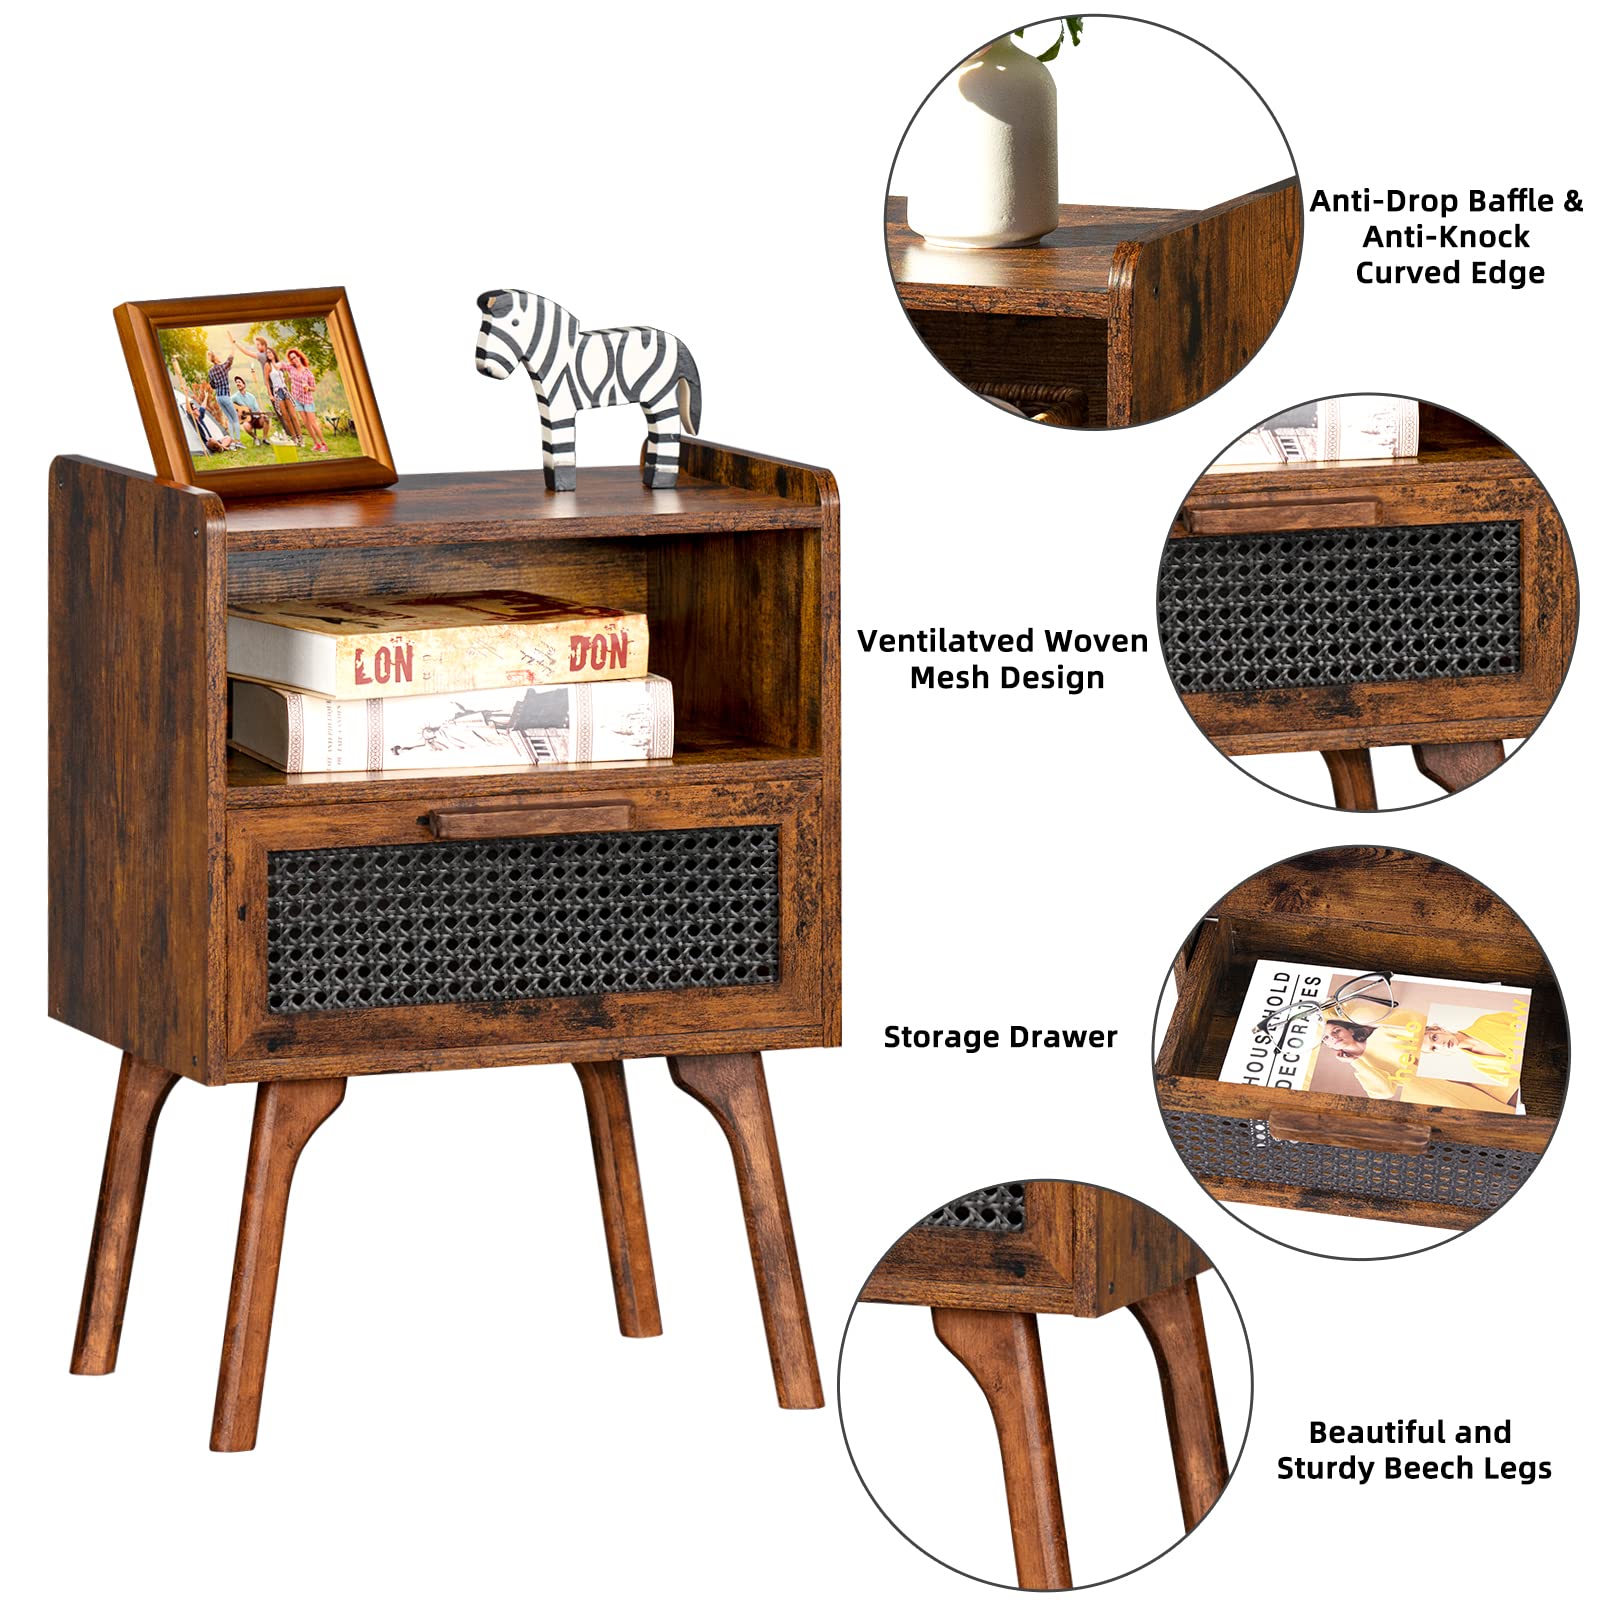 Anti-Drop Baffle &
Anti-Knock
Curved Edge
LON
DON
Ventilatved Woven
Mesh Design
Storage Drawer
HOUSEHOLD
DECORATES
hello
Beautiful and
Sturdy Beech Legs